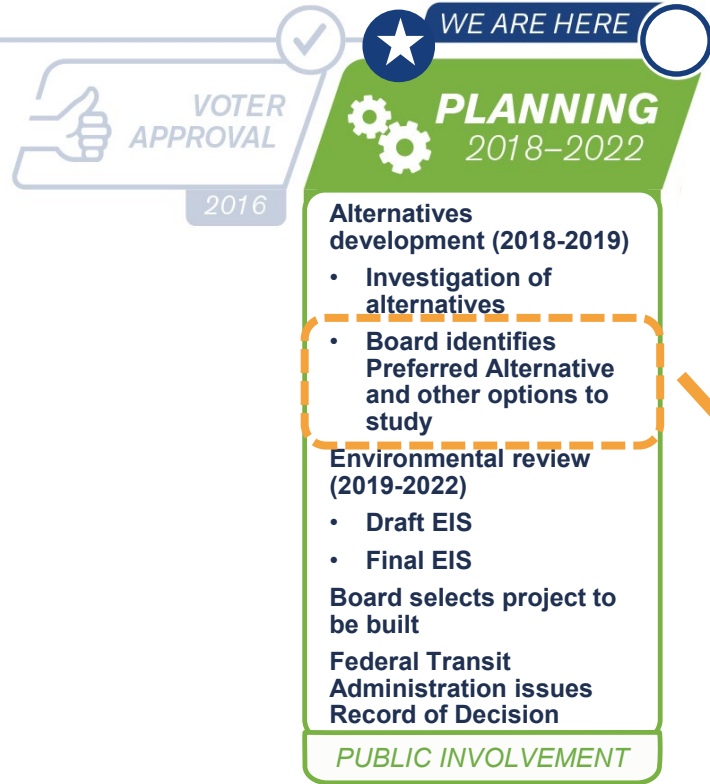 WE ARE HERE
VOTER
APPROVAL
2016
PLANNING
2018–2022
Alternatives
development (2018-2019)
• Investigation of
alternatives
• Board identifies
Preferred Alternative
and other options to
study
Environmental review
(2019-2022)
• Draft EIS
• Final EIS
Board selects project to
be built
Federal Transit
Administration issues
Record of Decision
PUBLIC INVOLVEMENT